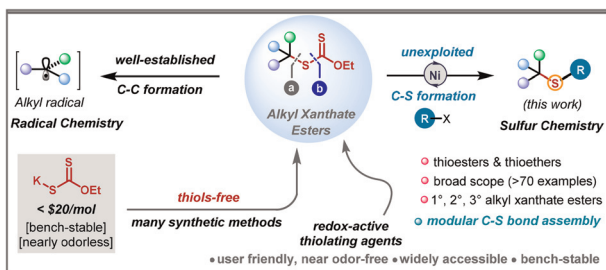 well-established
C-C formation
Alkyl radical
Radical Chemistry
S
S
OEt
a
b
Alkyl Xanthate
Esters
unexploited
Ni
C-S formation
R
X
S
R
(this work)
Sulfur Chemistry
S
K
S
OEt
< $20/mol
[bench-stable]
[nearly odorless]
thiols-free
many synthetic methods
redox-active
thiolating agents
thioesters & thioethers
broad scope (>70 examples)
1°, 2°, 3° alkyl xanthate esters
modular C-S bond assembly
• user friendly, near odor-free • widely accessible • bench-stable